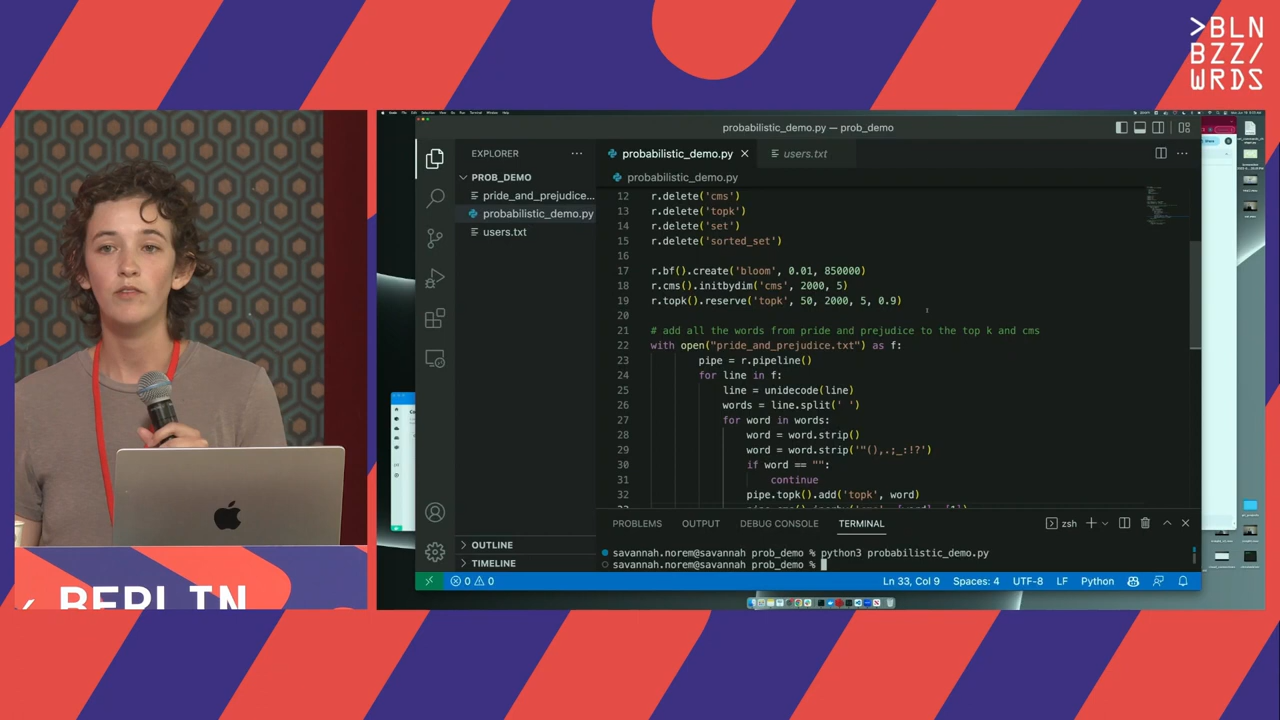 >BLN
BZZ/
WRDS
probabilistic_demo.py — prob_demo
EXPLORER
PROB_DEMO
pride_and_prejudice...
probabilistic_demo.py
users.txt
OUTLINE
TIMELINE
probabilistic_demo.py
users.txt
probabilistic_demo.py
12 r.delete('cms')
13 r.delete('topk')
14 r.delete('set')
15 r.delete('sorted_set')
16
17 r.bf().create('bloom', 0.01, 850000)
18 r.cms().initbydim('cms', 2000, 5)
19 r.topk().reserve('topk', 50, 2000, 5, 0.9)
20
21 # add all the words from pride and prejudice to the top k and cms
22 with open("pride_and_prejudice.txt") as f:
23 pipe = r.pipeline()
24 for line in f:
25 line = unidecode(line)
26 words = line.split(' ')
27 for word in words:
28 word = word.strip()
29 word = word.strip('"(),.;_:!?')
30 if word == "":
31 continue
32 pipe.topk().add('topk', word)
PROBLEMS
OUTPUT
DEBUG CONSOLE
TERMINAL
zsh
savannah.norem@savannah prob_demo % python3 probabilistic_demo.py
savannah.norem@savannah prob_demo %
0
0
Ln 33, Col 9
Spaces: 4
UTF-8
LF
Python
BERLIN